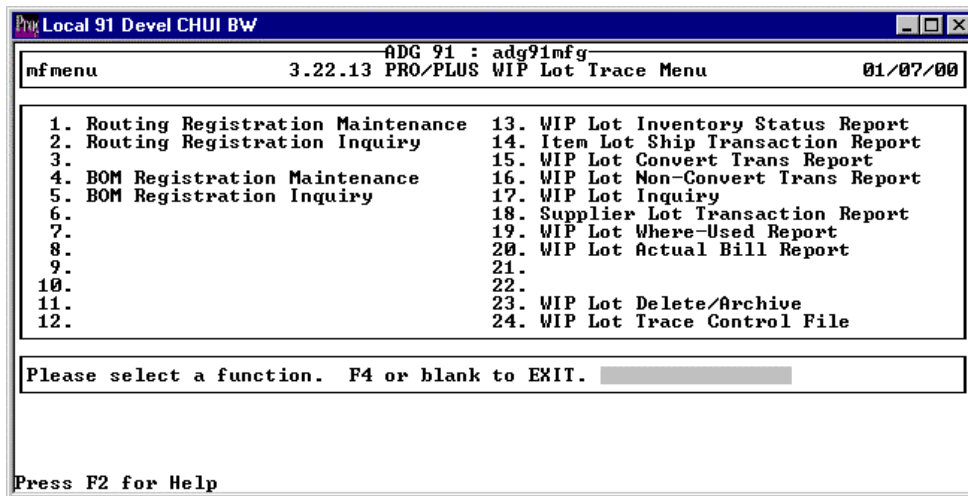 Local 91 Devel CHUI BW
ADG 91 : adg91mfg
mfmenu 3.22.13 PRO/PLUS WIP Lot Trace Menu 01/07/00
1. Routing Registration Maintenance 13. WIP Lot Inventory Status Report
2. Routing Registration Inquiry 14. Item Lot Ship Transaction Report
3. 15. WIP Lot Convert Trans Report
4. BOM Registration Maintenance 16. WIP Lot Non-Convert Trans Report
5. BOM Registration Inquiry 17. WIP Lot Inquiry
6. 18. Supplier Lot Transaction Report
7. 19. WIP Lot Where-Used Report
8. 20. WIP Lot Actual Bill Report
9. 21.
10. 22.
11. 23. WIP Lot Delete/Archive
12. 24. WIP Lot Trace Control File
Please select a function. F4 or blank to EXIT.
Press F2 for Help